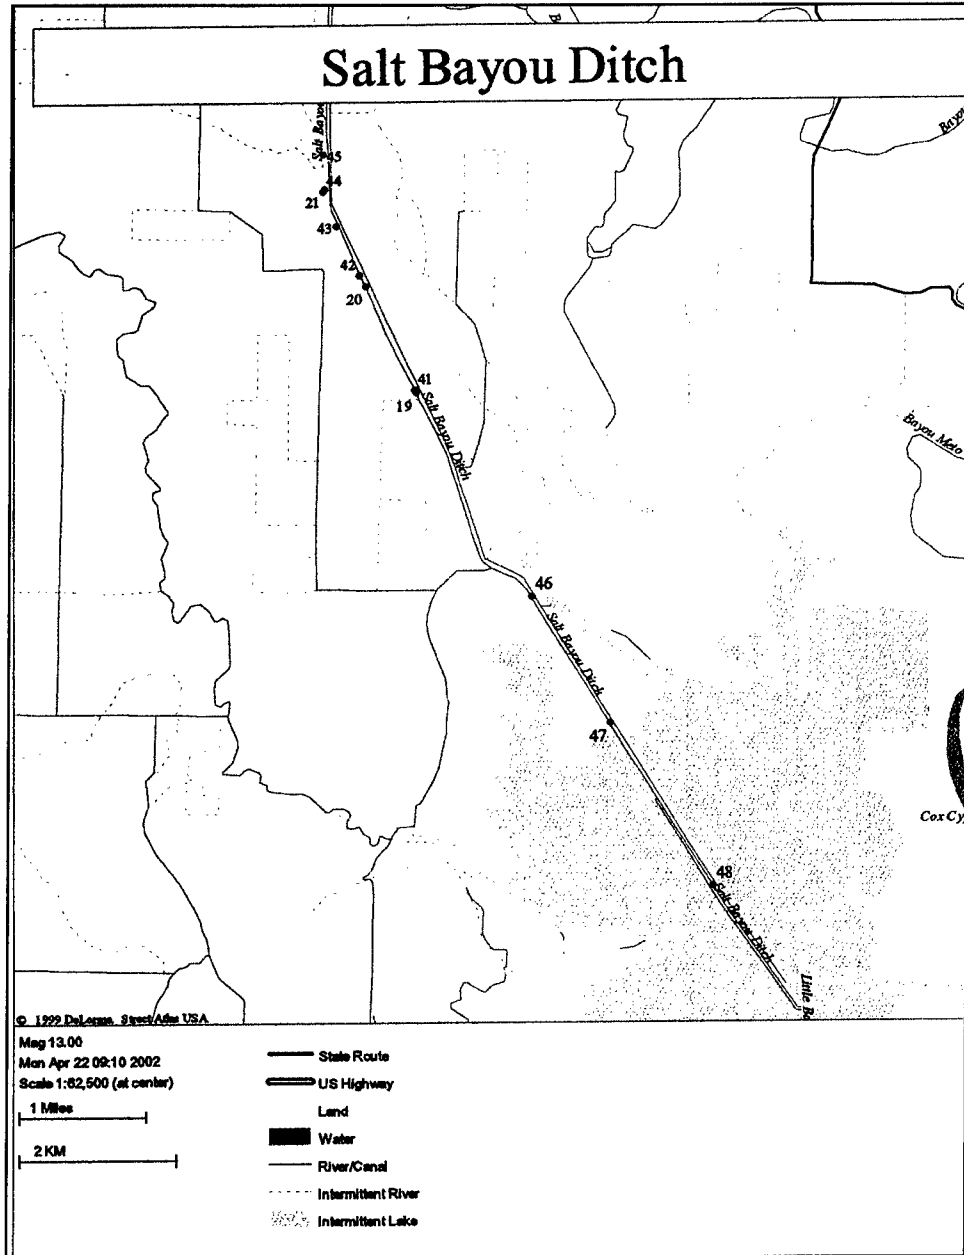 Salt Bayou Ditch
Salt Bayou
Bayou
45
44
21
43
42
20
41
19
Salt Bayou Ditch
Bayou Meto
46
Salt Bayou Ditch
47
Cox Cy
48
Salt Bayou Ditch
Little Ba
© 1999 DeLorme. Street Atlas USA
Mag 13.00
Mon Apr 22 09:10 2002
Scale 1:62,500 (at center)
1 Miles
2 KM
State Route
US Highway
Land
Water
River/Canal
Intermittent River
Intermittent Lake